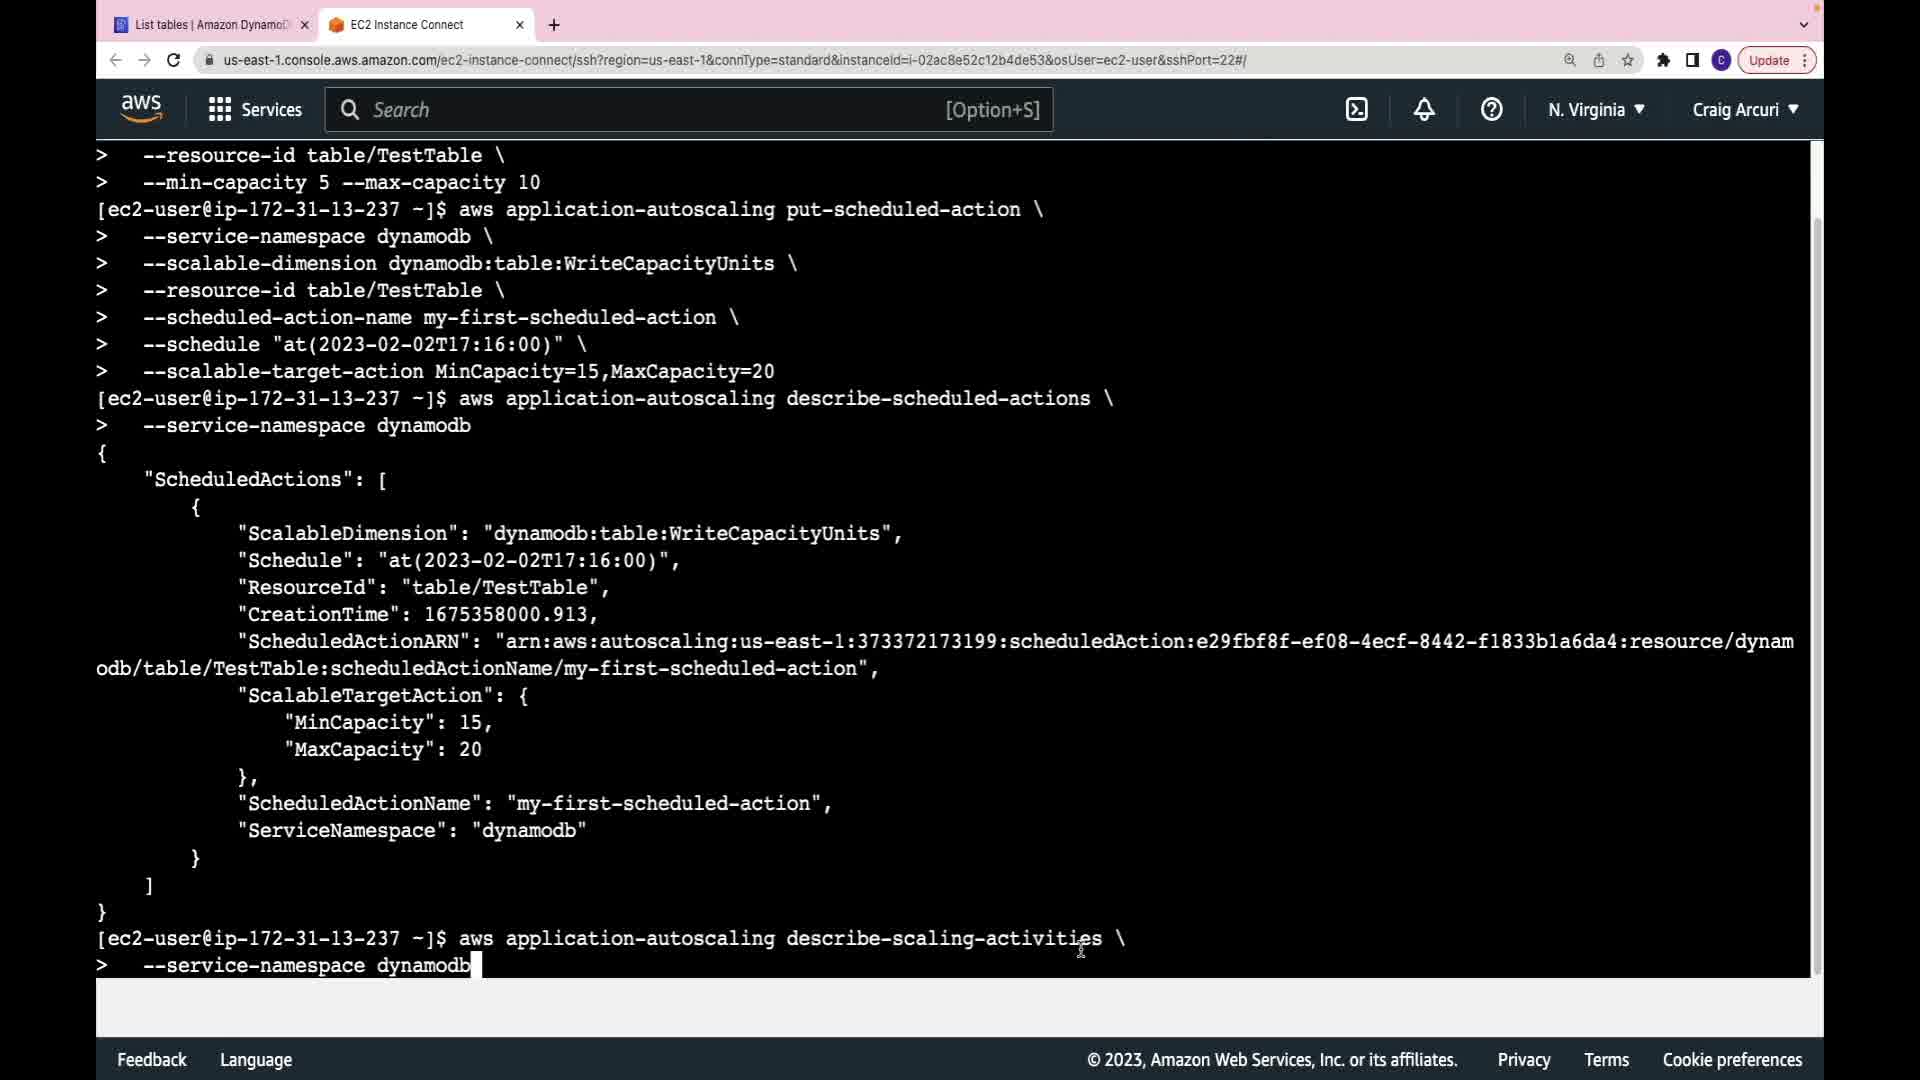 List tables | Amazon DynamoD
EC2 Instance Connect
us-east-1.console.aws.amazon.com/ec2-instance-connect/ssh?region=us-east-1&connType=standard&instanceId=i-02ac8e52c12b4de53&osUser=ec2-user&sshPort=22#/
C
Update
aws
Services
Search
[Option+S]
N. Virginia
Craig Arcuri
>   --resource-id table/TestTable \
>   --min-capacity 5 --max-capacity 10
[ec2-user@ip-172-31-13-237 ~]$ aws application-autoscaling put-scheduled-action \
>   --service-namespace dynamodb \
>   --scalable-dimension dynamodb:table:WriteCapacityUnits \
>   --resource-id table/TestTable \
>   --scheduled-action-name my-first-scheduled-action \
>   --schedule "at(2023-02-02T17:16:00)" \
>   --scalable-target-action MinCapacity=15,MaxCapacity=20
[ec2-user@ip-172-31-13-237 ~]$ aws application-autoscaling describe-scheduled-actions \
>   --service-namespace dynamodb
{
    "ScheduledActions": [
        {
            "ScalableDimension": "dynamodb:table:WriteCapacityUnits",
            "Schedule": "at(2023-02-02T17:16:00)",
            "ResourceId": "table/TestTable",
            "CreationTime": 1675358000.913,
            "ScheduledActionARN": "arn:aws:autoscaling:us-east-1:373372173199:scheduledAction:e29fbf8f-ef08-4ecf-8442-f1833b1a6da4:resource/dynam
odb/table/TestTable:scheduledActionName/my-first-scheduled-action",
            "ScalableTargetAction": {
                "MinCapacity": 15,
                "MaxCapacity": 20
            },
            "ScheduledActionName": "my-first-scheduled-action",
            "ServiceNamespace": "dynamodb"
        }
    ]
}
[ec2-user@ip-172-31-13-237 ~]$ aws application-autoscaling describe-scaling-activities \
>   --service-namespace dynamodb
Feedback
Language
© 2023, Amazon Web Services, Inc. or its affiliates.
Privacy
Terms
Cookie preferences